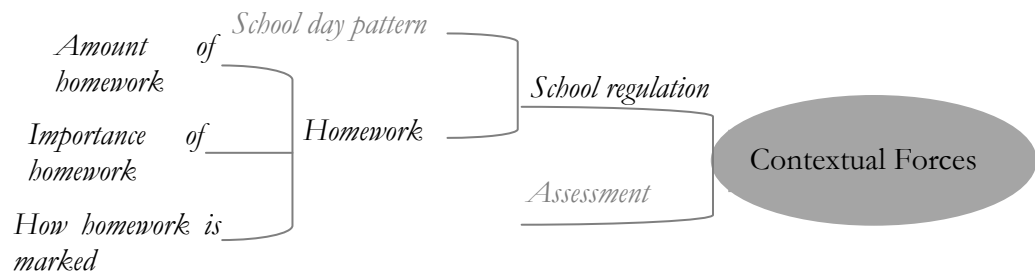 School day pattern
Amount of
homework
School regulation
Importance of
homework
Homework
Contextual Forces
Assessment
How homework is
marked